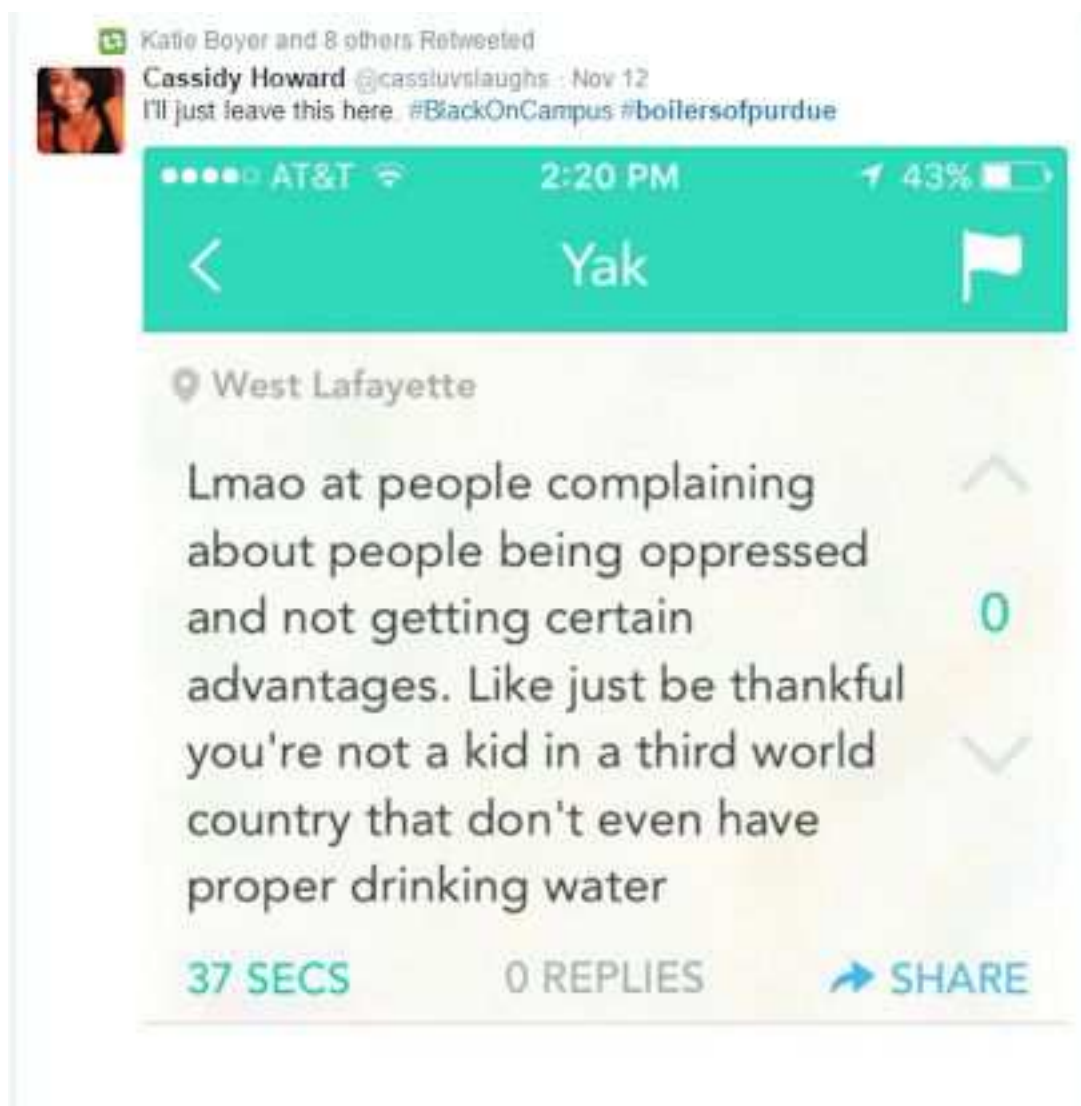 Katie Boyer and 8 others Retweeted
Cassidy Howard @cassluvslaughs · Nov 12
I'll just leave this here. #BlackOnCampus #boilersofpurdue
AT&T 2:20 PM 43%
Yak
West Lafayette
Lmao at people complaining
about people being oppressed
and not getting certain
advantages. Like just be thankful
you're not a kid in a third world
country that don't even have
proper drinking water
0
37 SECS 0 REPLIES SHARE